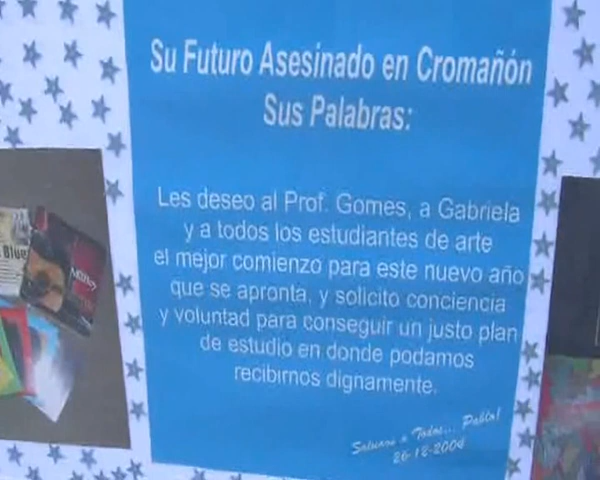 Su Futuro Asesinado en Cromañón
Sus Palabras:
Les deseo al Prof. Gomes, a Gabriela
y a todos los estudiantes de arte
el mejor comienzo para este nuevo año
que se apronta, y solicito conciencia
y voluntad para conseguir un justo plan
de estudio en donde podamos
recibirnos dignamente.
a Todos... Pablo!
26-12-2004
Blue